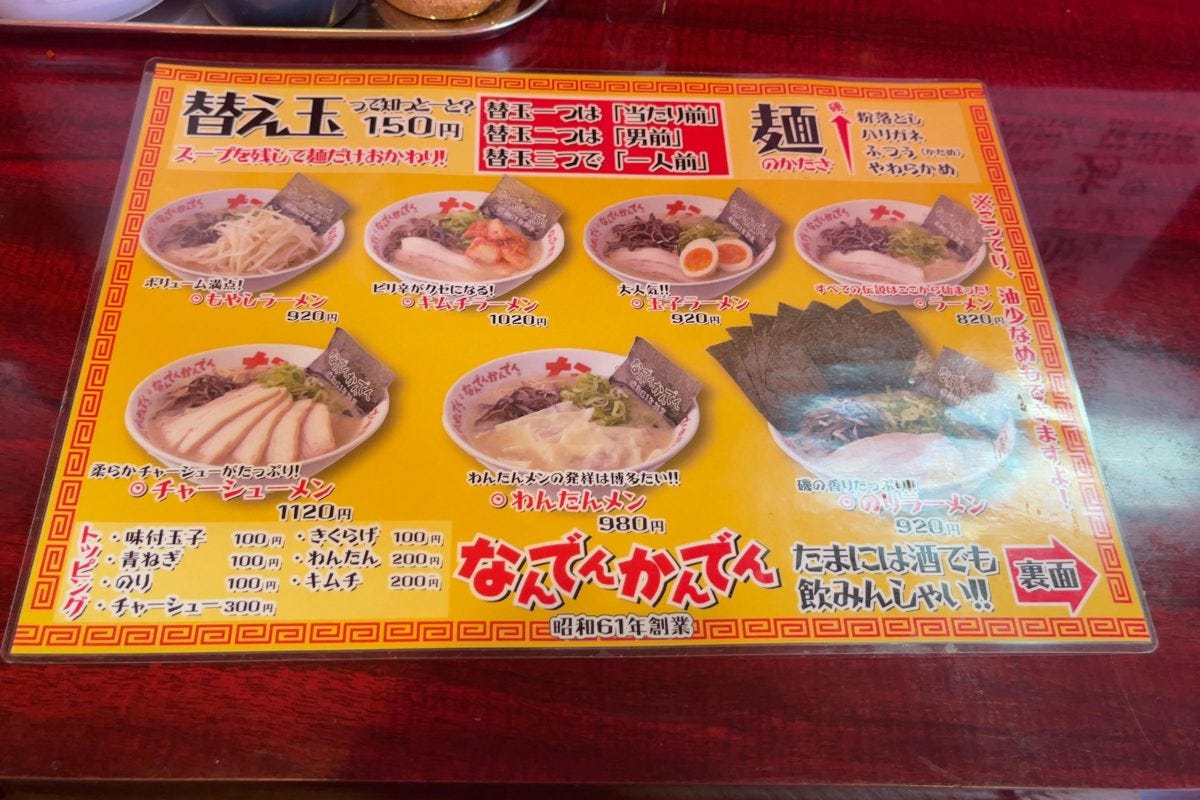 替え玉って知っとーと?
150円
スープを残して麺だけおかわり!!
替玉一つは「当たり前」
替玉二つは「男前」
替玉三つで「一人前」
麺
のかたさ
硬
粉落とし
ハリガネ
ふつう(かため)
やわらかめ
※こってり、油少なめできますよ!
ボリューム満点!
◎もやしラーメン
920円
ピリ辛がクセになる!
◎キムチラーメン
1020円
大人気!!
◎玉子ラーメン
920円
すべての伝説はここから始まった!
◎ラーメン
820円
柔らかチャーシューがたっぷり!
◎チャーシューメン
1120円
わんたんメンの発祥は博多たい!!
◎わんたんメン
980円
磯の香りたっぷり!!
◎のりラーメン
920円
トッピング
・味付玉子 100円
・青ねぎ 100円
・のり 100円
・チャーシュー300円
・きくらげ 100円
・わんたん 200円
・キムチ 200円
なんでんかんでん
昭和61年創業
たまには酒でも
飲みんしゃい!!
裏面